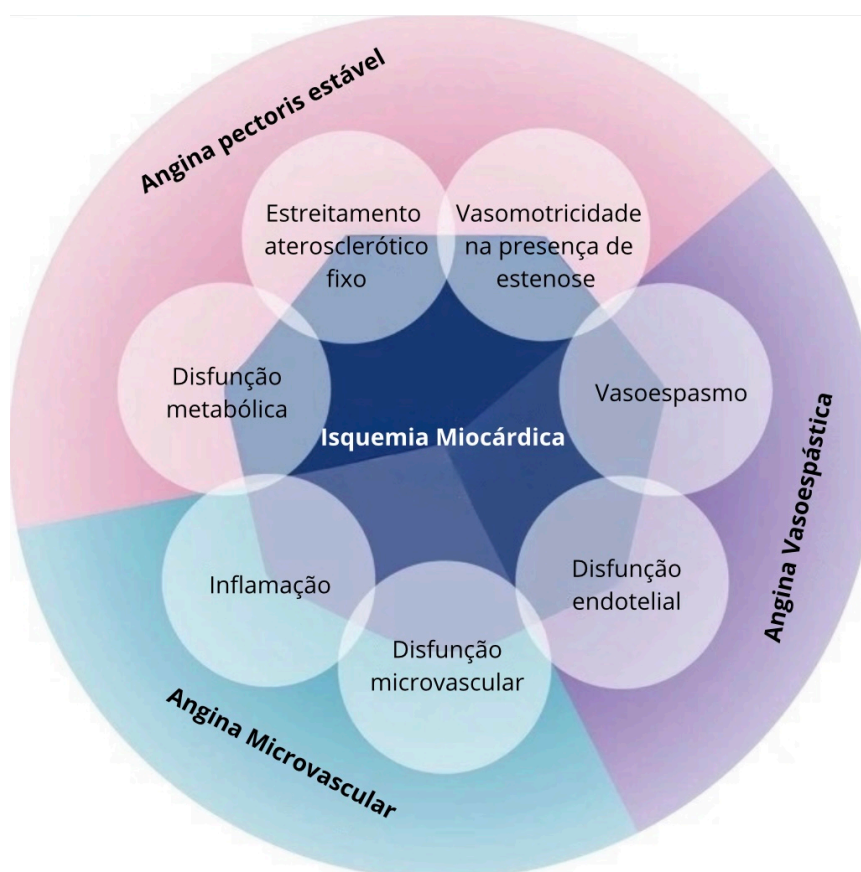 Angina pectoris estável
Estreitamento
aterosclerótico
fixo
Vasomotricidade
na presença de
estenose
Disfunção
metabólica
Vasoespasmo
Isquemia Miocárdica
Angina Vasoespástica
Inflamação
Disfunção
endotelial
Disfunção
microvascular
Angina Microvascular